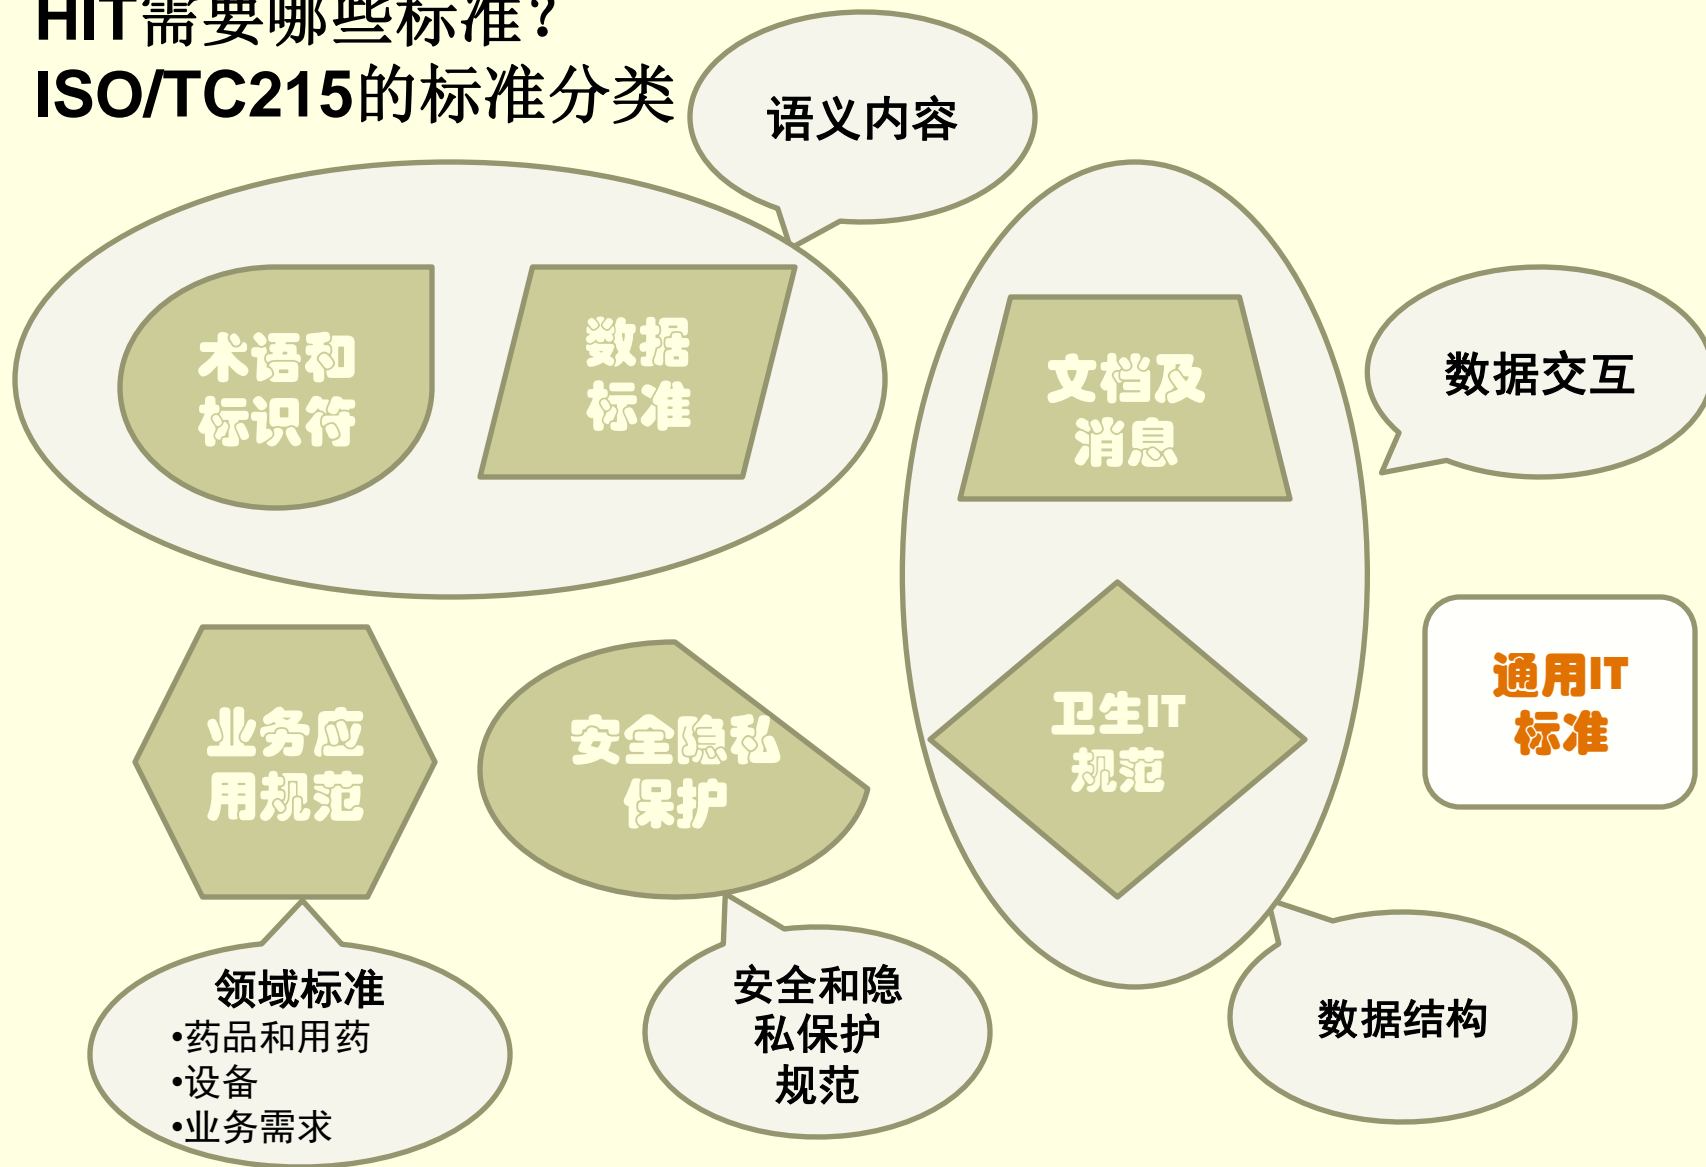 HIT需要哪些标准？
ISO/TC215的标准分类
语义内容
术语和
标识符
数据
标准
文档及
消息
数据交互
业务应
用规范
安全隐私
保护
卫生IT
规范
通用IT
标准
领域标准
•药品和用药
•设备
•业务需求
安全和隐
私保护
规范
数据结构